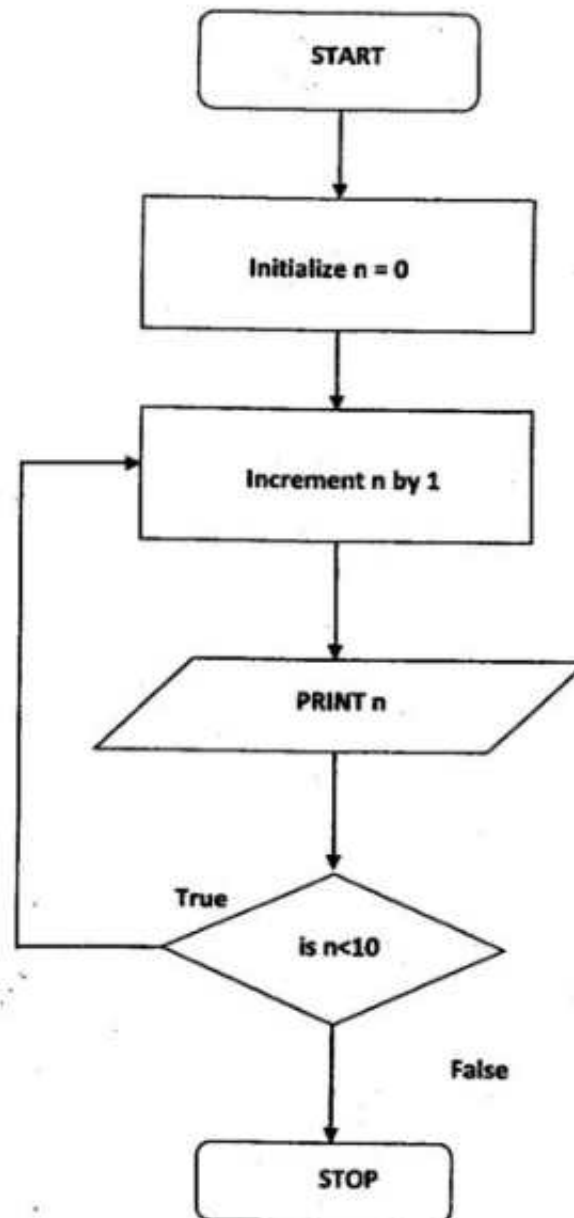 START
Initialize n = 0
Increment n by 1
PRINT n
True
is n<10
False
STOP